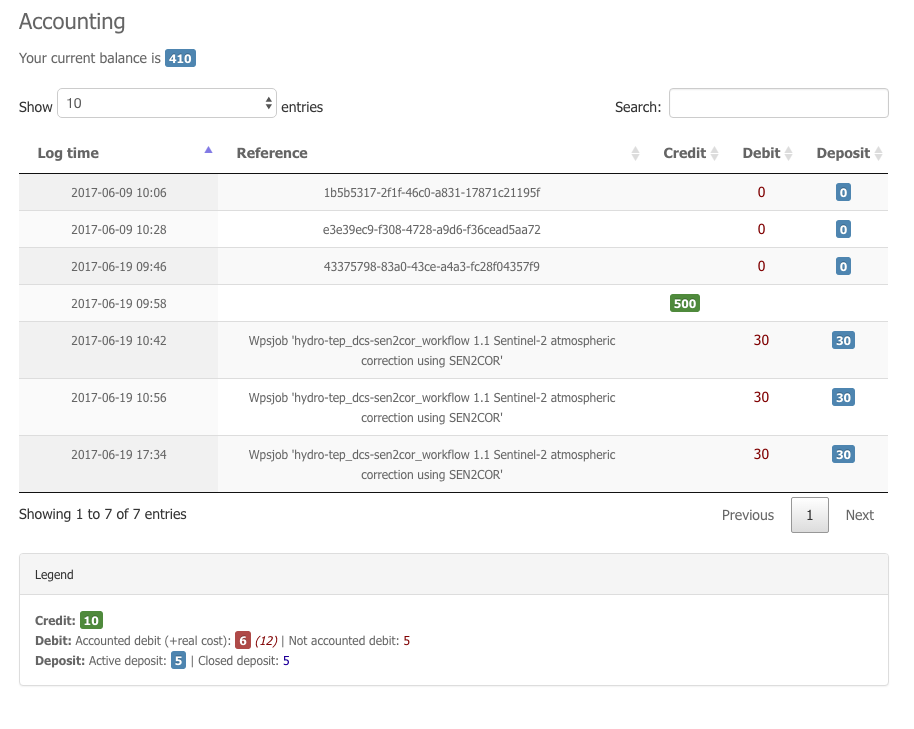 Accounting
Your current balance is 410
Show 10 entries Search:
Log time Reference Credit Debit Deposit
2017-06-09 10:06 1b5b5317-2f1f-46c0-a831-17871c21195f 0 0
2017-06-09 10:28 e3e39ec9-f308-4728-a9d6-f36cead5aa72 0 0
2017-06-19 09:46 43375798-83a0-43ce-a4a3-fc28f04357f9 0 0
2017-06-19 09:58 500
2017-06-19 10:42 Wpsjob 'hydro-tep_dcs-sen2cor_workflow 1.1 Sentinel-2 atmospheric 30 30
correction using SEN2COR'
2017-06-19 10:56 Wpsjob 'hydro-tep_dcs-sen2cor_workflow 1.1 Sentinel-2 atmospheric 30 30
correction using SEN2COR'
2017-06-19 17:34 Wpsjob 'hydro-tep_dcs-sen2cor_workflow 1.1 Sentinel-2 atmospheric 30 30
correction using SEN2COR'
Showing 1 to 7 of 7 entries Previous 1 Next
Legend
Credit: 10
Debit: Accounted debit (+real cost): 6 (12) | Not accounted debit: 5
Deposit: Active deposit: 5 | Closed deposit: 5